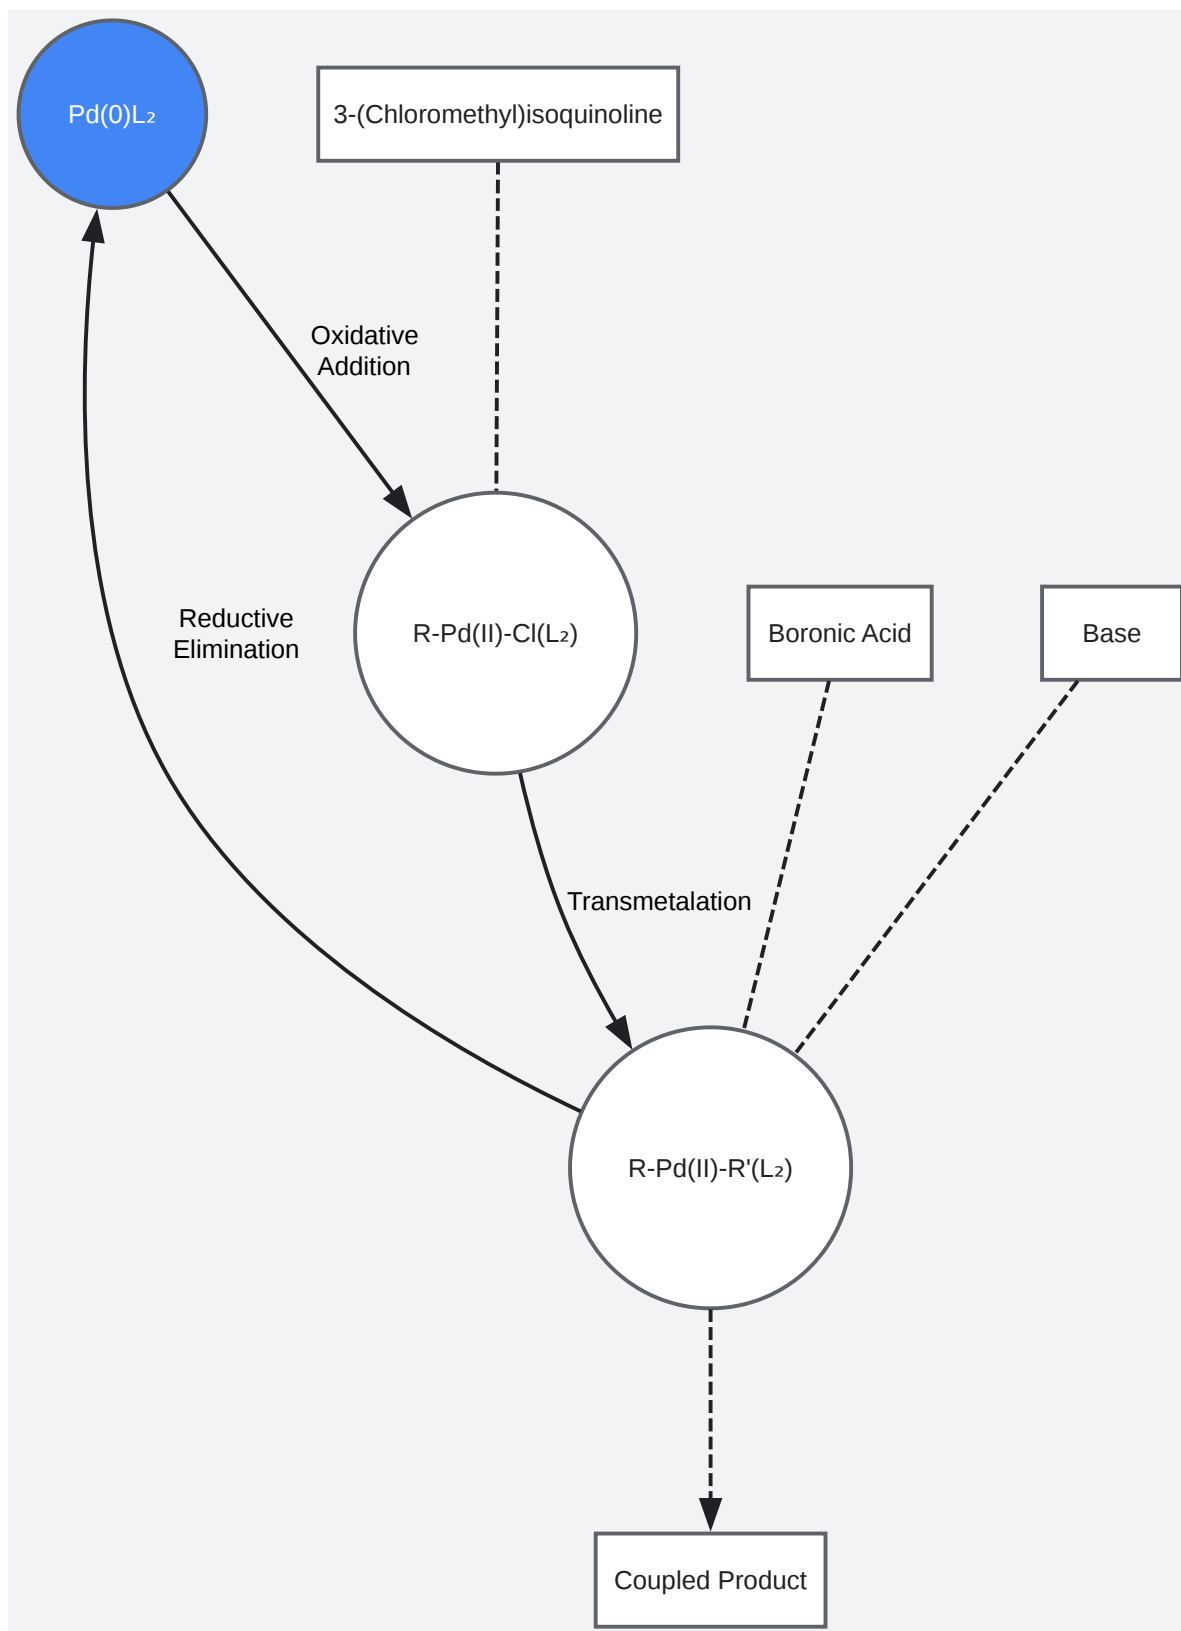 Pd(0)L₂
3-(Chloromethyl)isoquinoline
Oxidative
Addition
Reductive
Elimination
R-Pd(II)-Cl(L₂)
Boronic Acid
Base
Transmetalation
R-Pd(II)-R'(L₂)
Coupled Product